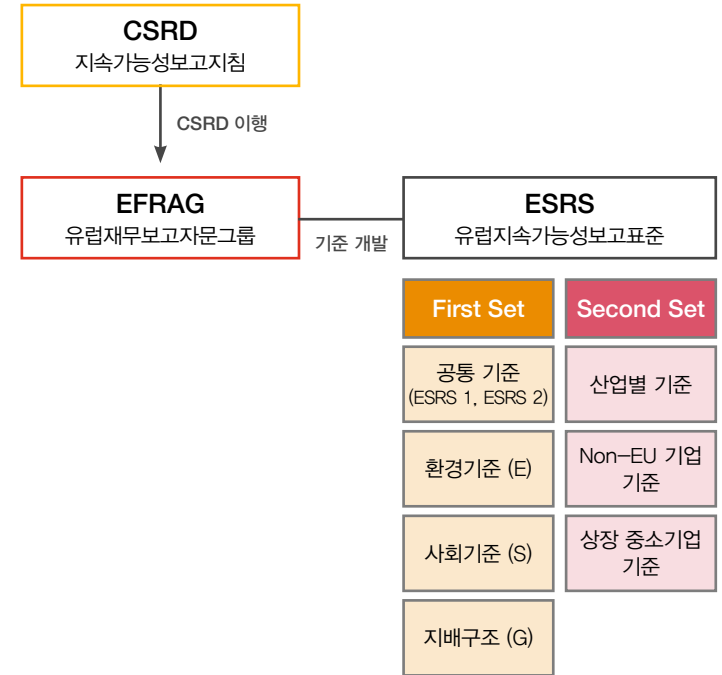 CSRD
지속가능성보고지침
CSRD 이행
EFRAG
유럽재무보고자문그룹
기준 개발
ESRS
유럽지속가능성보고표준
First Set
Second Set
공통 기준
(ESRS 1, ESRS 2)
산업별 기준
환경기준 (E)
Non-EU 기업
기준
사회기준 (S)
상장 중소기업
기준
지배구조 (G)